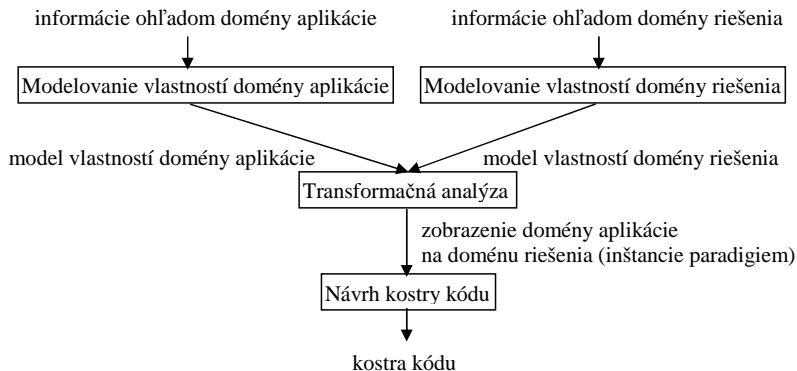 informácie ohľadom domény aplikácie
informácie ohľadom domény riešenia
Modelovanie vlastností domény aplikácie
Modelovanie vlastností domény riešenia
model vlastností domény aplikácie
model vlastností domény riešenia
Transformačná analýza
zobrazenie domény aplikácie
na doménu riešenia (inštancie paradigiem)
Návrh kostry kódu
kostra kódu